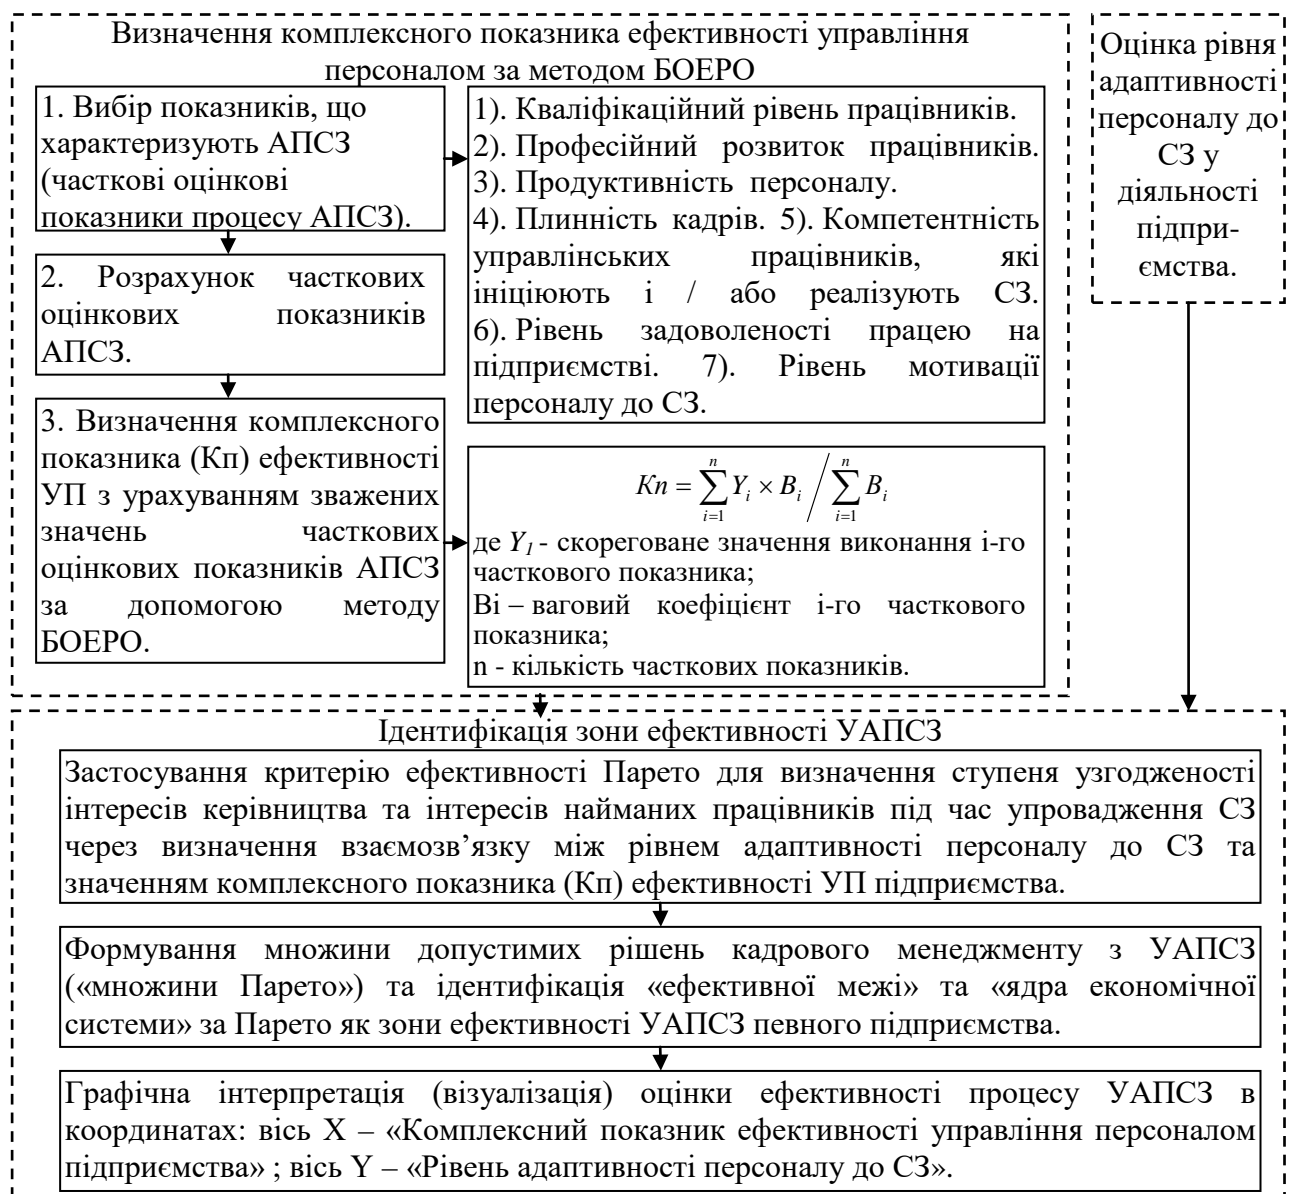 Визначення комплексного показника ефективності управління
персоналом за методом БОЕРО
1. Вибір показників, що
характеризують АПСЗ
(часткові оцінкові
показники процесу АПСЗ).
2. Розрахунок часткових
оцінкових показників
АПСЗ.
3. Визначення комплексного
показника (Кп) ефективності
УП з урахуванням зважених
значень часткових
оцінкових показників АПСЗ
за допомогою методу
БОЕРО.
1). Кваліфікаційний рівень працівників.
2). Професійний розвиток працівників.
3). Продуктивність персоналу.
4). Плинність кадрів. 5). Компетентність
управлінських працівників, які
ініціюють і / або реалізують СЗ.
6). Рівень задоволеності працею на
підприємстві. 7). Рівень мотивації
персоналу до СЗ.
Kn = \sum_{i=1}^{n} Y_i × B_i / \sum_{i=1}^{n} B_i
де Y_1 - скореговане значення виконання і-го
часткового показника;
Ві – ваговий коефіцієнт і-го часткового
показника;
n - кількість часткових показників.
Оцінка рівня
адаптивності
персоналу до
СЗ у
діяльності
підпри-
ємства.
Ідентифікація зони ефективності УАПСЗ
Застосування критерію ефективності Парето для визначення ступеня узгодженості
інтересів керівництва та інтересів найманих працівників під час упровадження СЗ
через визначення взаємозв’язку між рівнем адаптивності персоналу до СЗ та
значенням комплексного показника (Кп) ефективності УП підприємства.
Формування множини допустимих рішень кадрового менеджменту з УАПСЗ
(«множини Парето») та ідентифікація «ефективної межі» та «ядра економічної
системи» за Парето як зони ефективності УАПСЗ певного підприємства.
Графічна інтерпретація (візуалізація) оцінки ефективності процесу УАПСЗ в
координатах: вісь X – «Комплексний показник ефективності управління персоналом
підприємства» ; вісь Y – «Рівень адаптивності персоналу до СЗ».